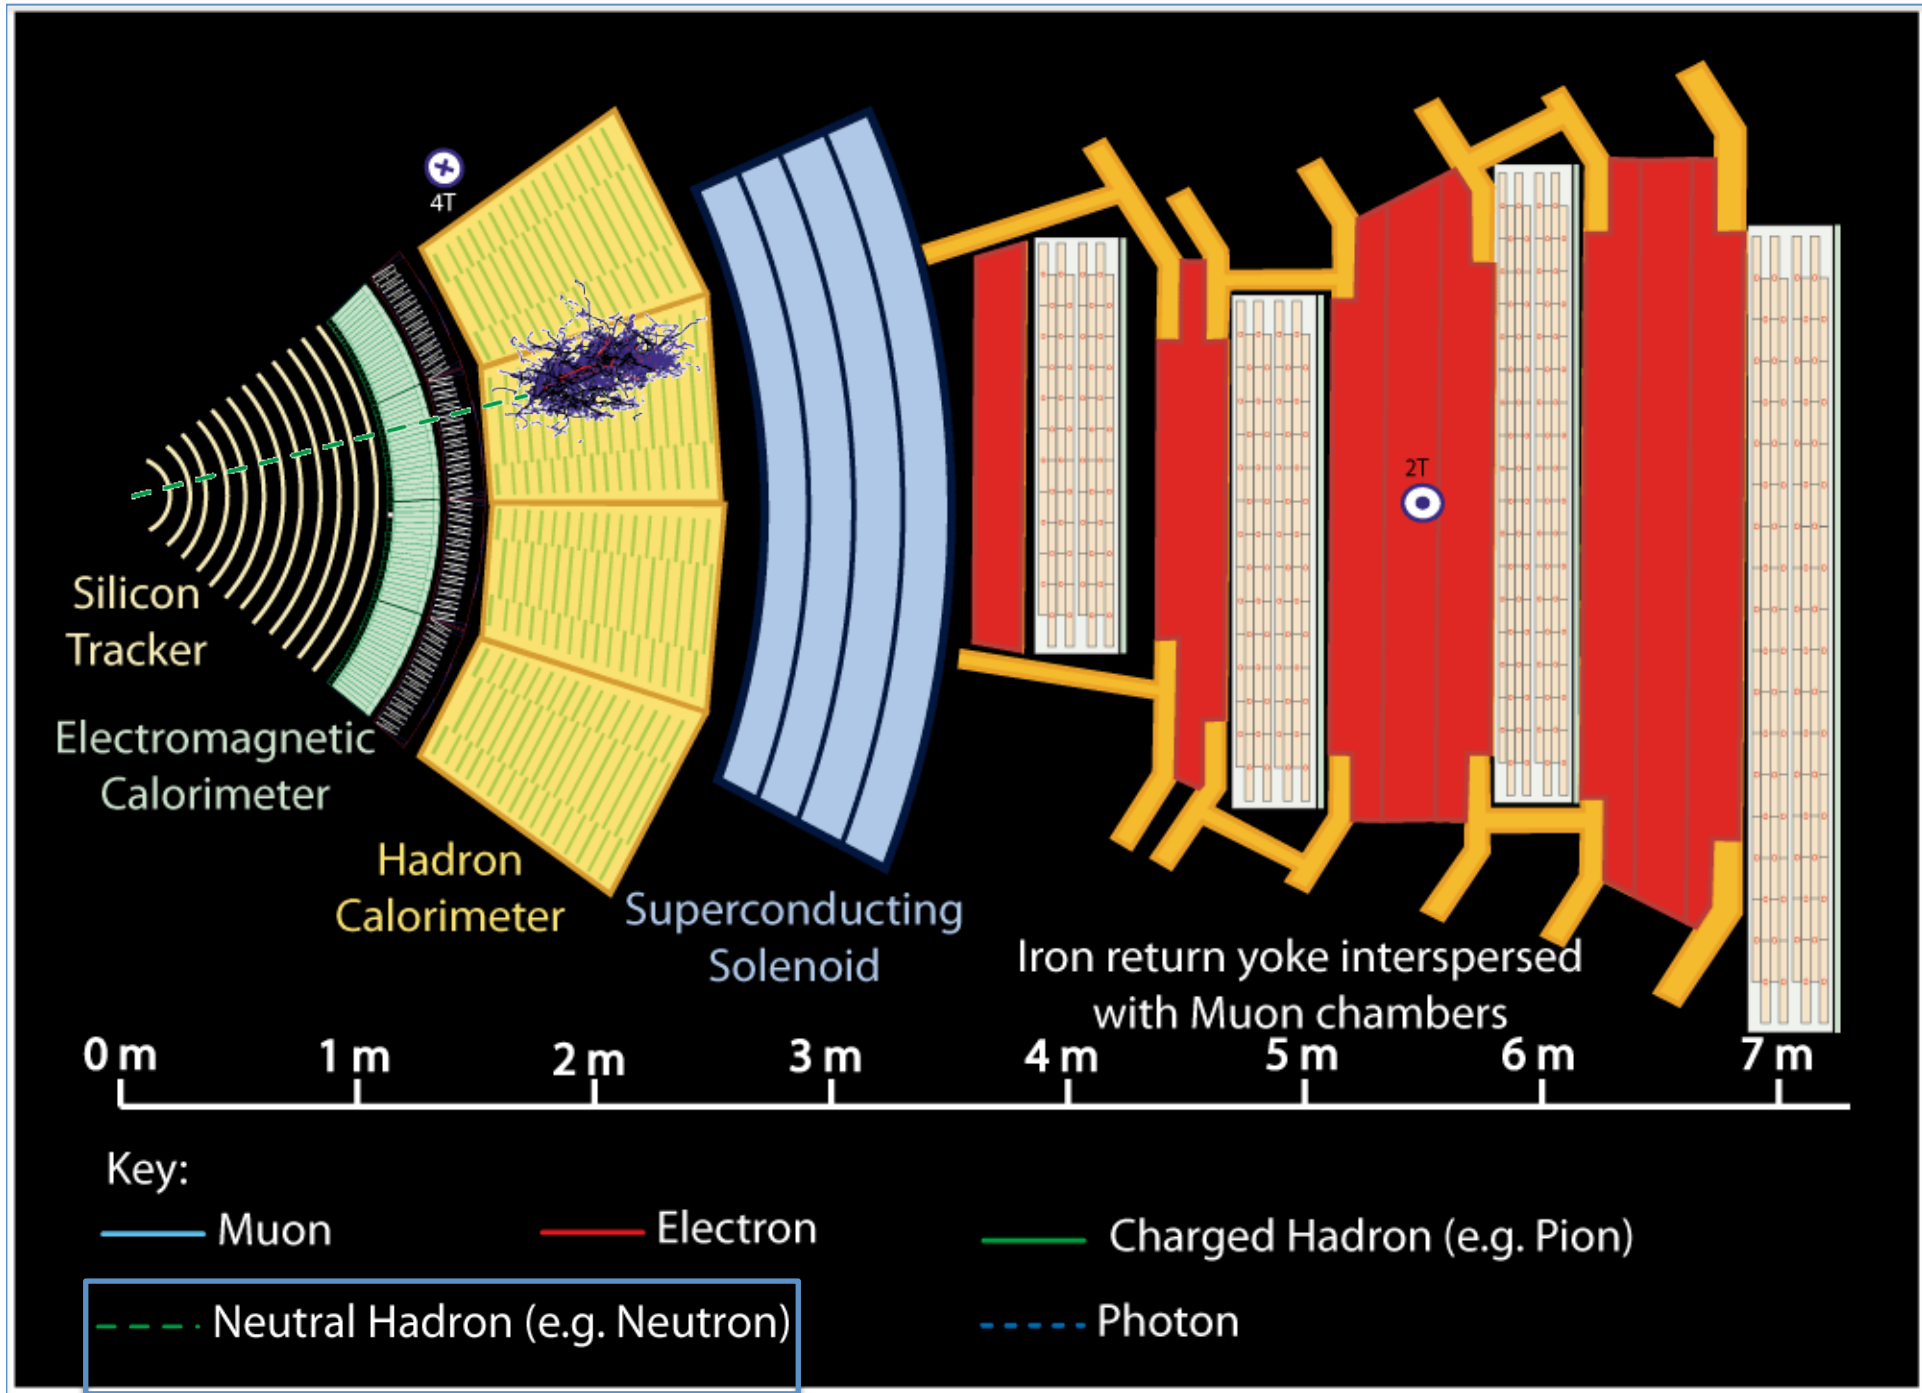 4T
2T
Silicon
Tracker
Electromagnetic
Calorimeter
Hadron
Calorimeter
Superconducting
Solenoid
Iron return yoke interspersed
with Muon chambers
0 m 1 m 2 m 3 m 4 m 5 m 6 m 7 m
Key:
Muon Electron Charged Hadron (e.g. Pion)
Neutral Hadron (e.g. Neutron) Photon